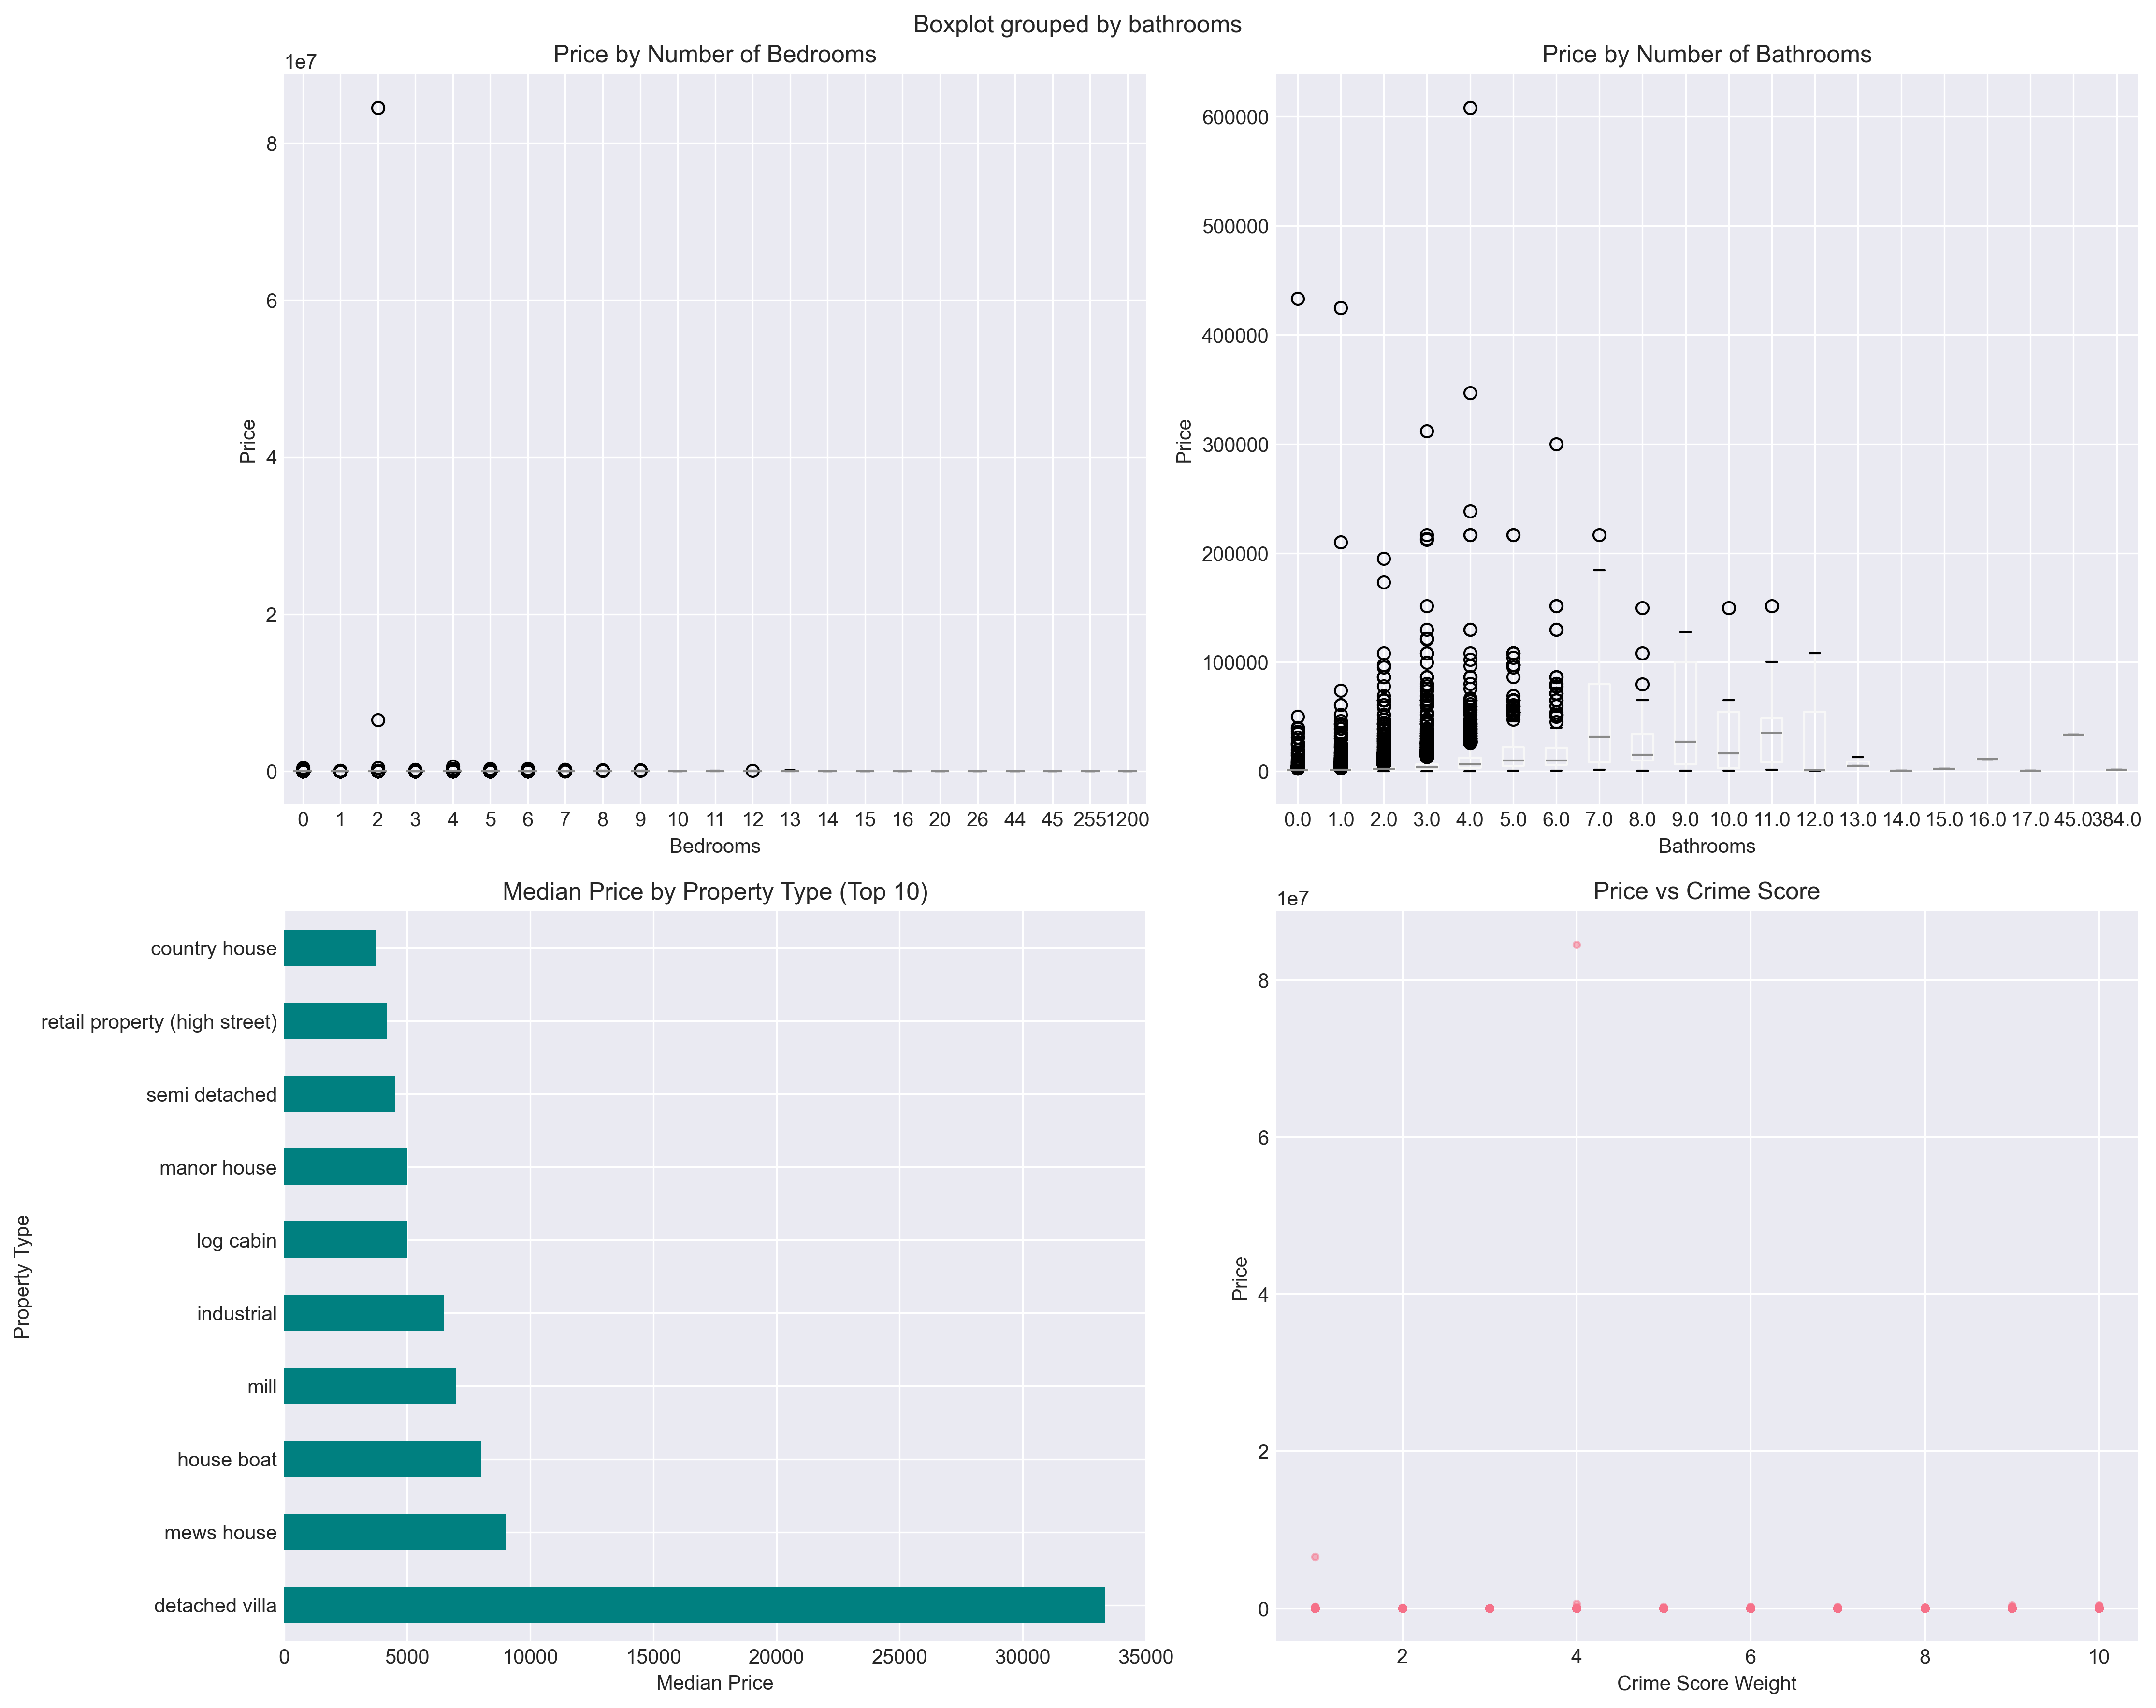 Boxplot grouped by bathrooms
Price by Number of Bedrooms
1e7
8
6
4
2
0
Price
0 1 2 3 4 5 6 7 8 9 10 11 12 13 14 15 16 20 26 44 45 255 1200
Bedrooms
Price by Number of Bathrooms
600000
500000
400000
300000
200000
100000
0
Price
0.0 1.0 2.0 3.0 4.0 5.0 6.0 7.0 8.0 9.0 10.0 11.0 12.0 13.0 14.0 15.0 16.0 17.0 45.0 384.0
Bathrooms
Median Price by Property Type (Top 10)
country house
retail property (high street)
semi detached
manor house
log cabin
industrial
mill
house boat
mews house
detached villa
Property Type
0 5000 10000 15000 20000 25000 30000 35000
Median Price
Price vs Crime Score
1e7
8
6
4
2
0
Price
2 4 6 8 10
Crime Score Weight